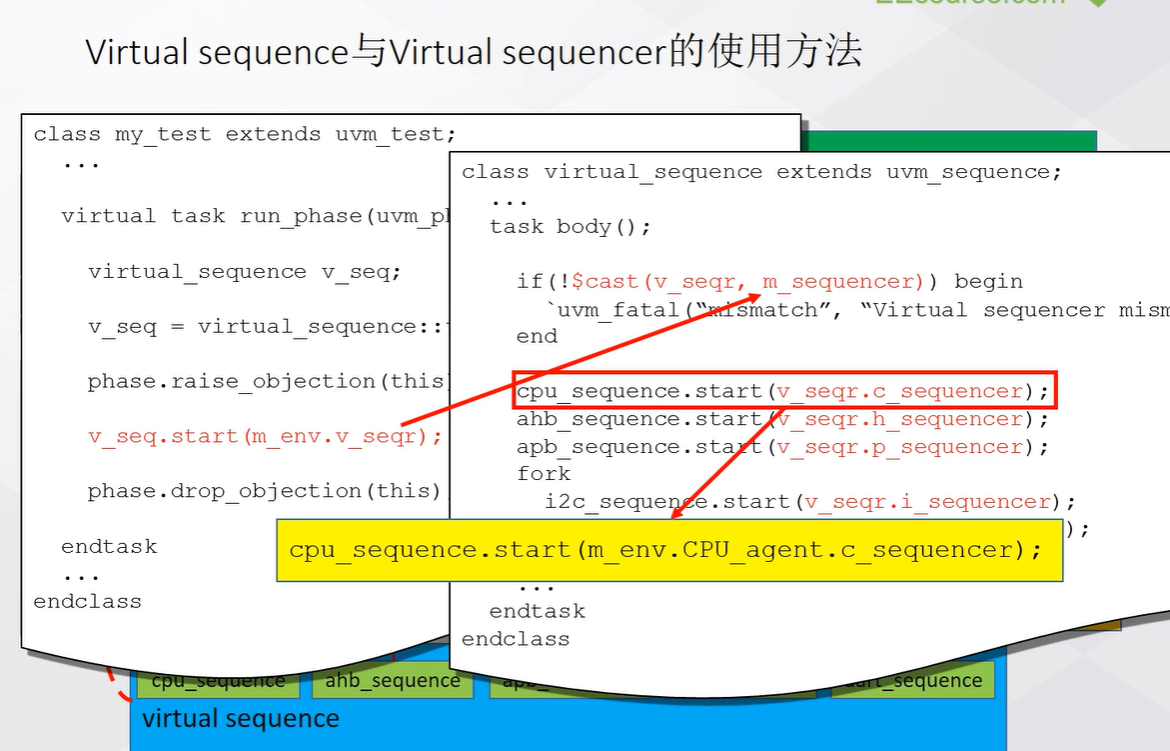 Virtual sequence与Virtual sequencer的使用方法
class my_test extends uvm_test;
...
virtual task run_phase(uvm_ph
virtual_sequence v_seq;
v_seq = virtual_sequence::
phase.raise_objection(this
v_seq.start(m_env.v_seqr);
phase.drop_objection(this)
endtask
...
endclass
class virtual_sequence extends uvm_sequence;
...
task body();
if(!$cast(v_seqr, m_sequencer)) begin
`uvm_fatal(“mismatch”, “Virtual sequencer mism
end
cpu_sequence.start(v_seqr.c_sequencer);
ahb_sequence.start(v_seqr.h_sequencer);
apb_sequence.start(v_seqr.p_sequencer);
fork
i2c_sequence.start(v_seqr.i_sequencer);
);
cpu_sequence.start(m_env.CPU_agent.c_sequencer);
...
endtask
endclass
cpu_sequence
ahb_sequence
_sequence
virtual sequence